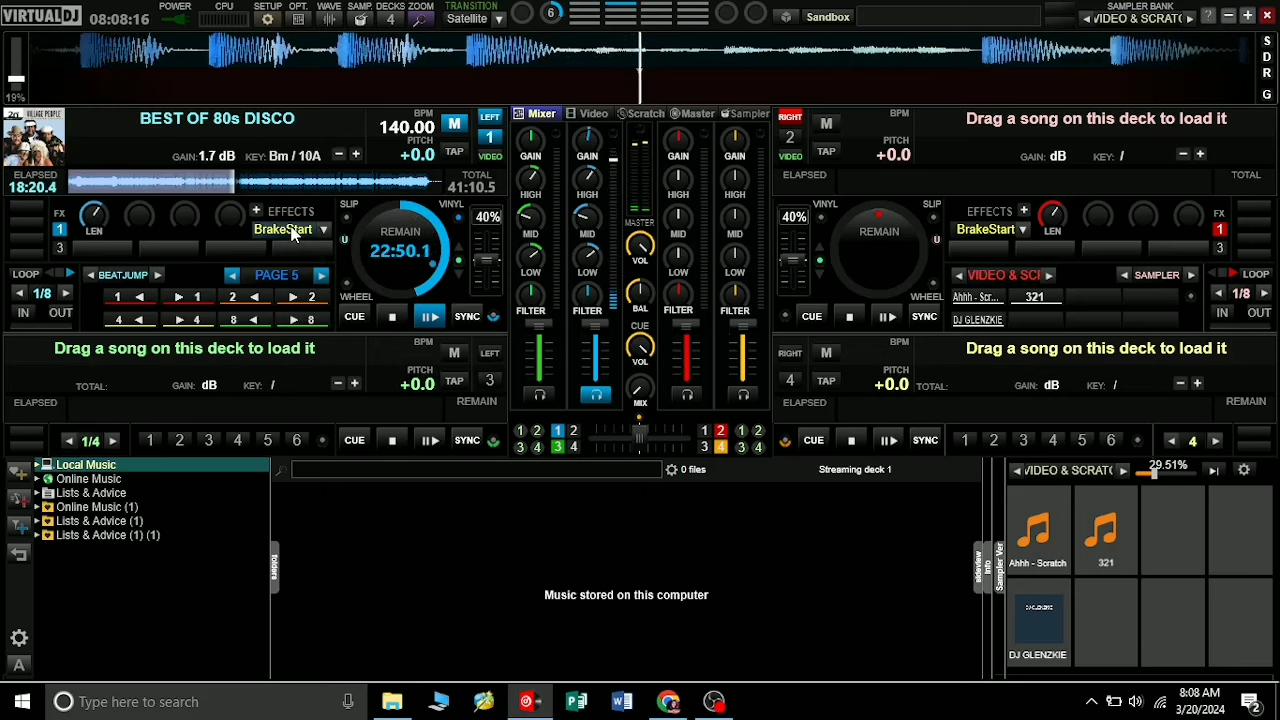 VIRTUALDJ
08:08:16
POWER
CPU
SETUP
OPT.
SAMP.
DECKS
4
ZOOM
TRANSITION
Satellite
6
Sandbox
SAMPLER BANK
VIDEO & SCRATC
?
19%
S
D
R
G
VILLAGE PEOPLE
BEST OF 80s DISCO
GAIN: 1.7 dB KEY: Bm / 10A
BPM
140.00
PITCH
+0.0
M
TAP
LEFT
1
VIDEO
ELAPSED
18:20.4
TOTAL
41:10.5
FX
1
3
LEN
EFFECTS
BrakeStart
SLIP
U
WHEEL
VINYL
REMAIN
22:50.1
40%
LOOP
1/8
IN OUT
BEATJUMP
PAGE 5
1 1 2 2
4 4 8 8
CUE
SYNC
Mixer
Video
Scratch
Master
Sampler
GAIN GAIN GAIN GAIN
HIGH HIGH HIGH HIGH
MID MID MID MID
LOW LOW LOW LOW
FILTER FILTER FILTER FILTER
MASTER
VOL
BAL
CUE
VOL
MIX
1 2 1 2
3 4 3 4
1 2 1 2
3 4 3 4
RIGHT
2
VIDEO
M
TAP
BPM
PITCH
+0.0
Drag a song on this deck to load it
GAIN: dB KEY: /
ELAPSED
TOTAL
40%
VINYL
SLIP
REMAIN
U
WHEEL
EFFECTS
BrakeStart
LEN
FX
1
3
CUE
SYNC
VIDEO & SCI
SAMPLER
LOOP
1/8
IN OUT
Ahhh - Scr...
321
DJ GLENZKIE
Drag a song on this deck to load it
TOTAL: GAIN: dB KEY: /
BPM
PITCH
+0.0
M
TAP
LEFT
3
ELAPSED
REMAIN
1/4
1 2 3 4 5 6
CUE
SYNC
RIGHT
4
M
TAP
BPM
PITCH
+0.0
Drag a song on this deck to load it
TOTAL: GAIN: dB KEY: /
ELAPSED
REMAIN
CUE
SYNC
1 2 3 4 5 6
4
Local Music
Online Music
Lists & Advice
Online Music (1)
Lists & Advice (1)
Lists & Advice (1) (1)
A
folders
0 files
Streaming deck 1
Music stored on this computer
sideview
Info
Sampler Ver
VIDEO & SCRATC
29.51%
Ahhh - Scratch
321
DJ GLENZKIE
Type here to search
8:08 AM
3/20/2024
2